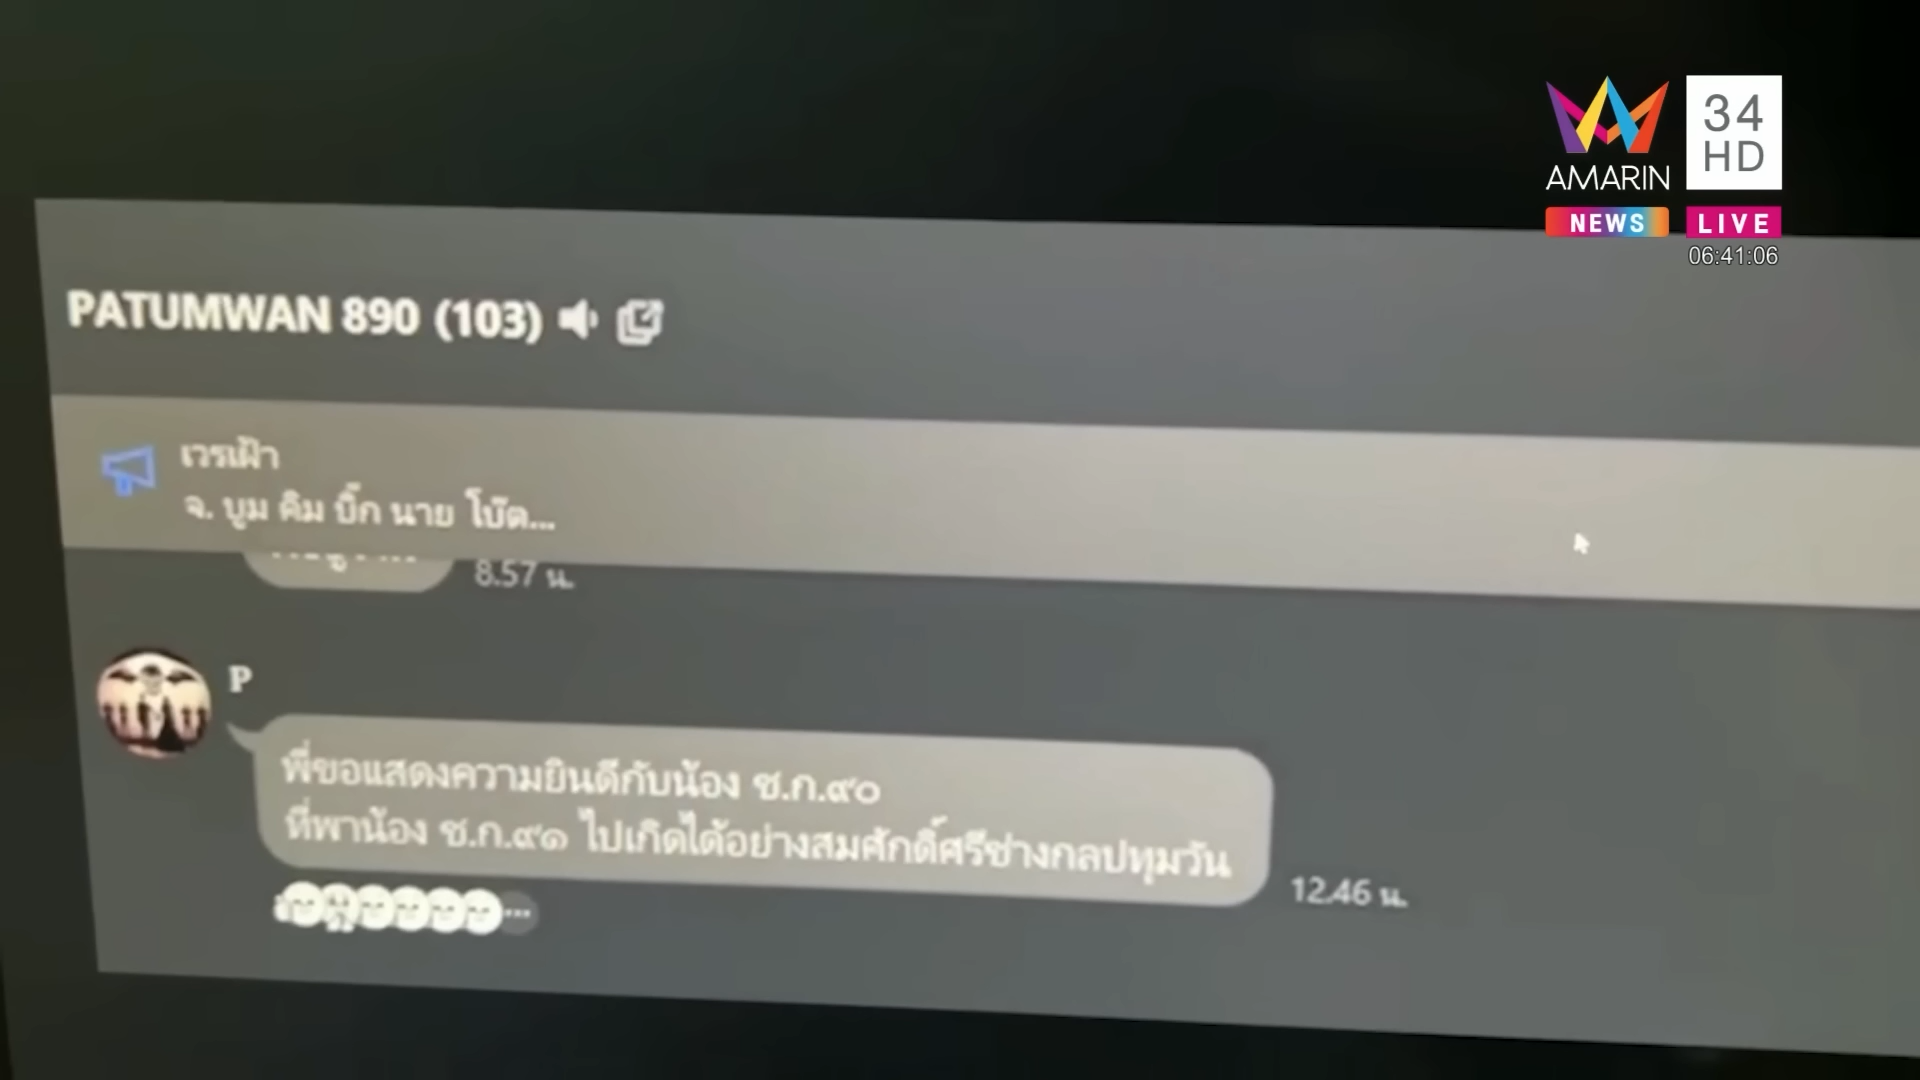 AMARIN
34
HD
NEWS
LIVE
06:41:06
PATUMWAN 890 (103)
เวรเฝ้า
จ. บูม คิม บิ๊ก นาย โบ๊ต...
8.57 น.
P
พี่ขอแสดงความยินดีกับน้อง ช.ก.๙๐
ที่พาน้อง ช.ก.๙๑ ไปเกิดได้อย่างสมศักดิ์ศรีช่างกลปทุมวัน
12.46 น.